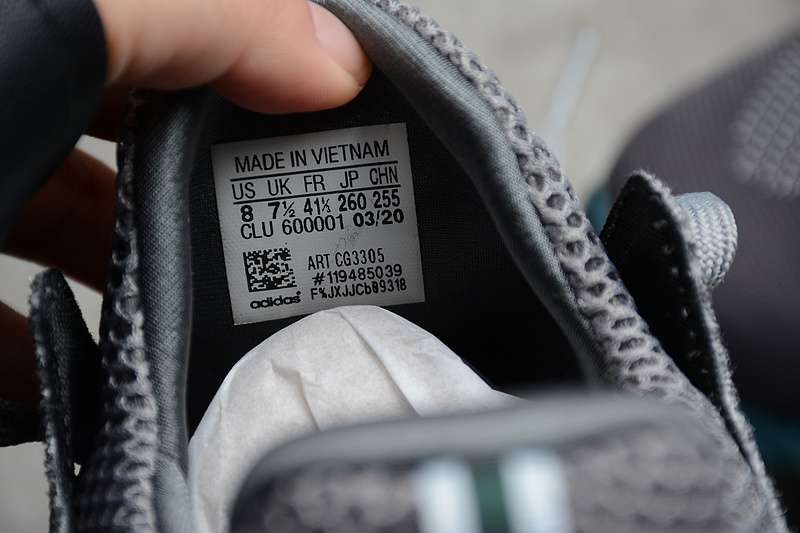 MADE IN VIETNAM
US UK FR JP CHN
8 7½ 41⅓ 260 255
CLU 600001 03/20
ART CG3305
#119485039
adidas